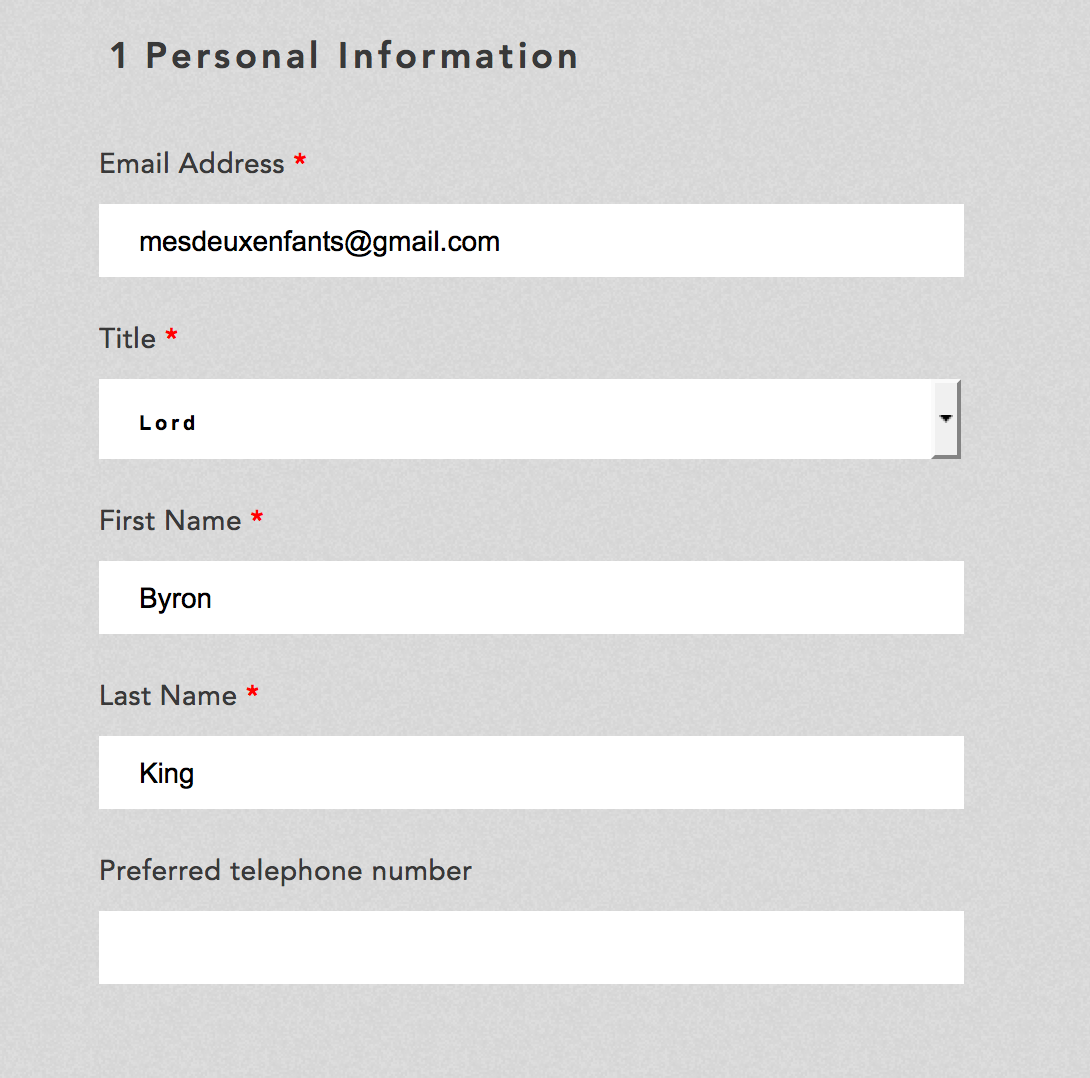 1 Personal Information
Email Address *
mesdeuxenfants@gmail.com
Title *
Lord
First Name *
Byron
Last Name *
King
Preferred telephone number